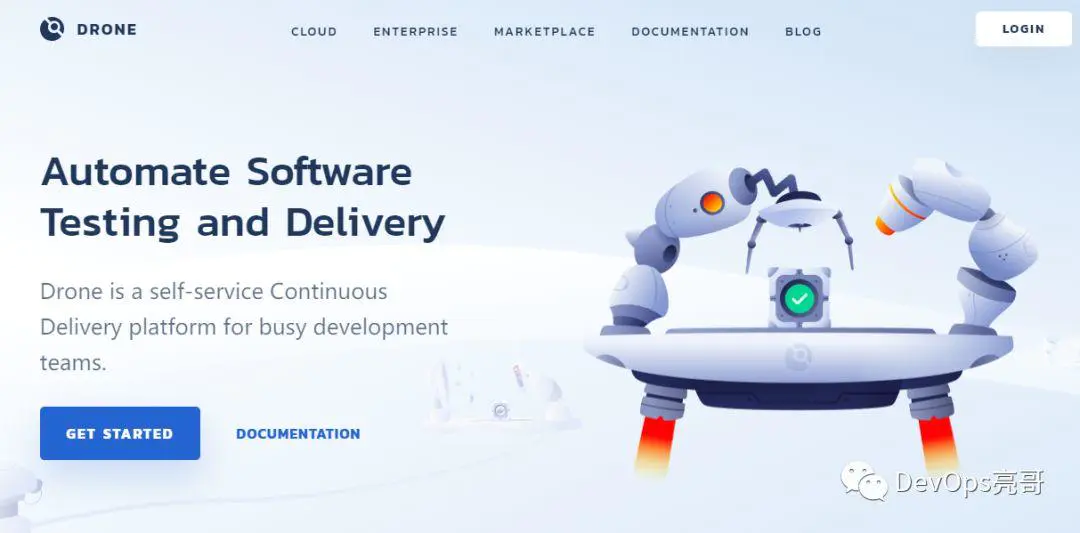 DRONE
CLOUD
ENTERPRISE
MARKETPLACE
DOCUMENTATION
BLOG
LOGIN
Automate Software
Testing and Delivery
Drone is a self-service Continuous
Delivery platform for busy development
teams.
GET STARTED
DOCUMENTATION
DevOps亮哥